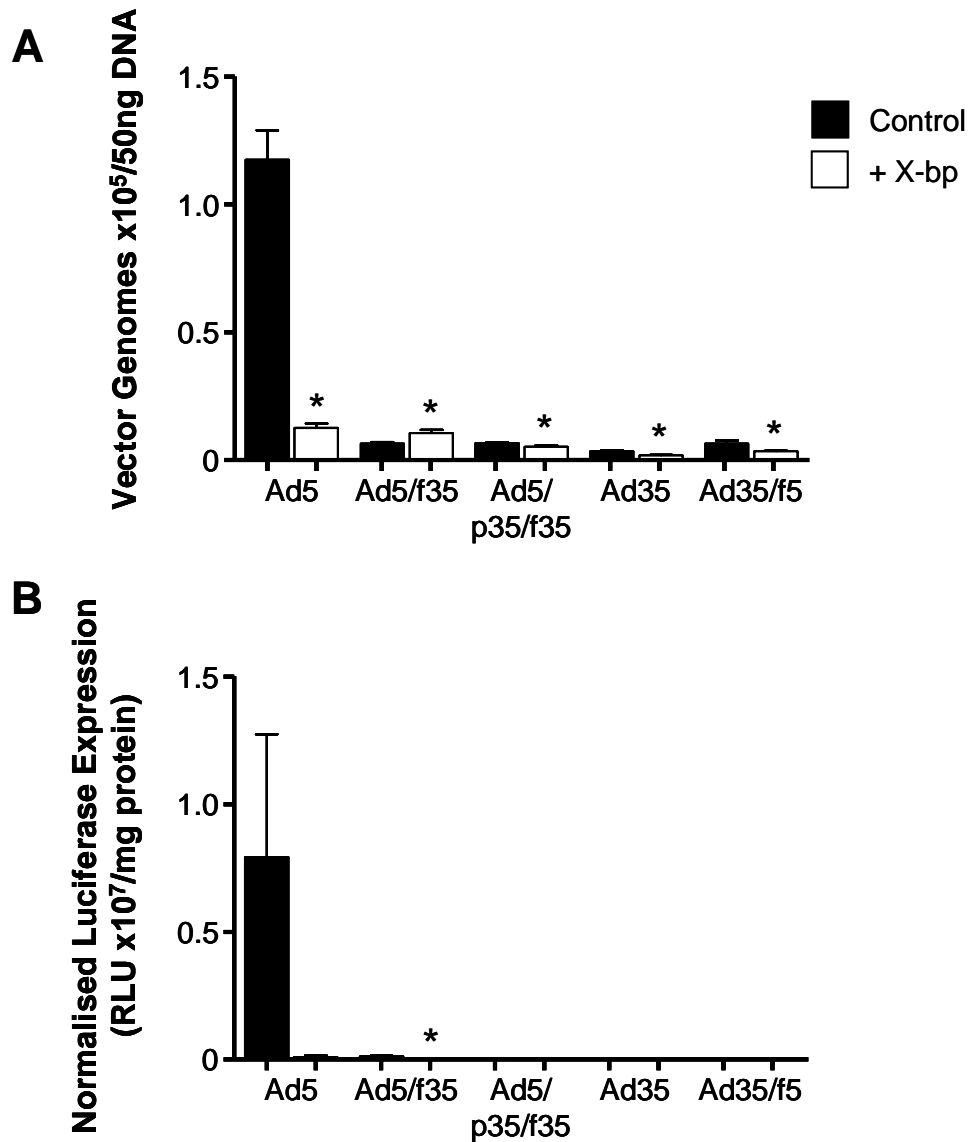 A
Vector Genomes x10⁵/50ng DNA
1.5
1.0
0.5
0
Control
+ X-bp
* * * * *
Ad5 Ad5/f35 Ad5/ Ad35 Ad35/f5
p35/f35
B
Normalised Luciferase Expression
(RLU x10⁷/mg protein)
1.5
1.0
0.5
0
*
Ad5 Ad5/f35 Ad5/ Ad35 Ad35/f5
p35/f35